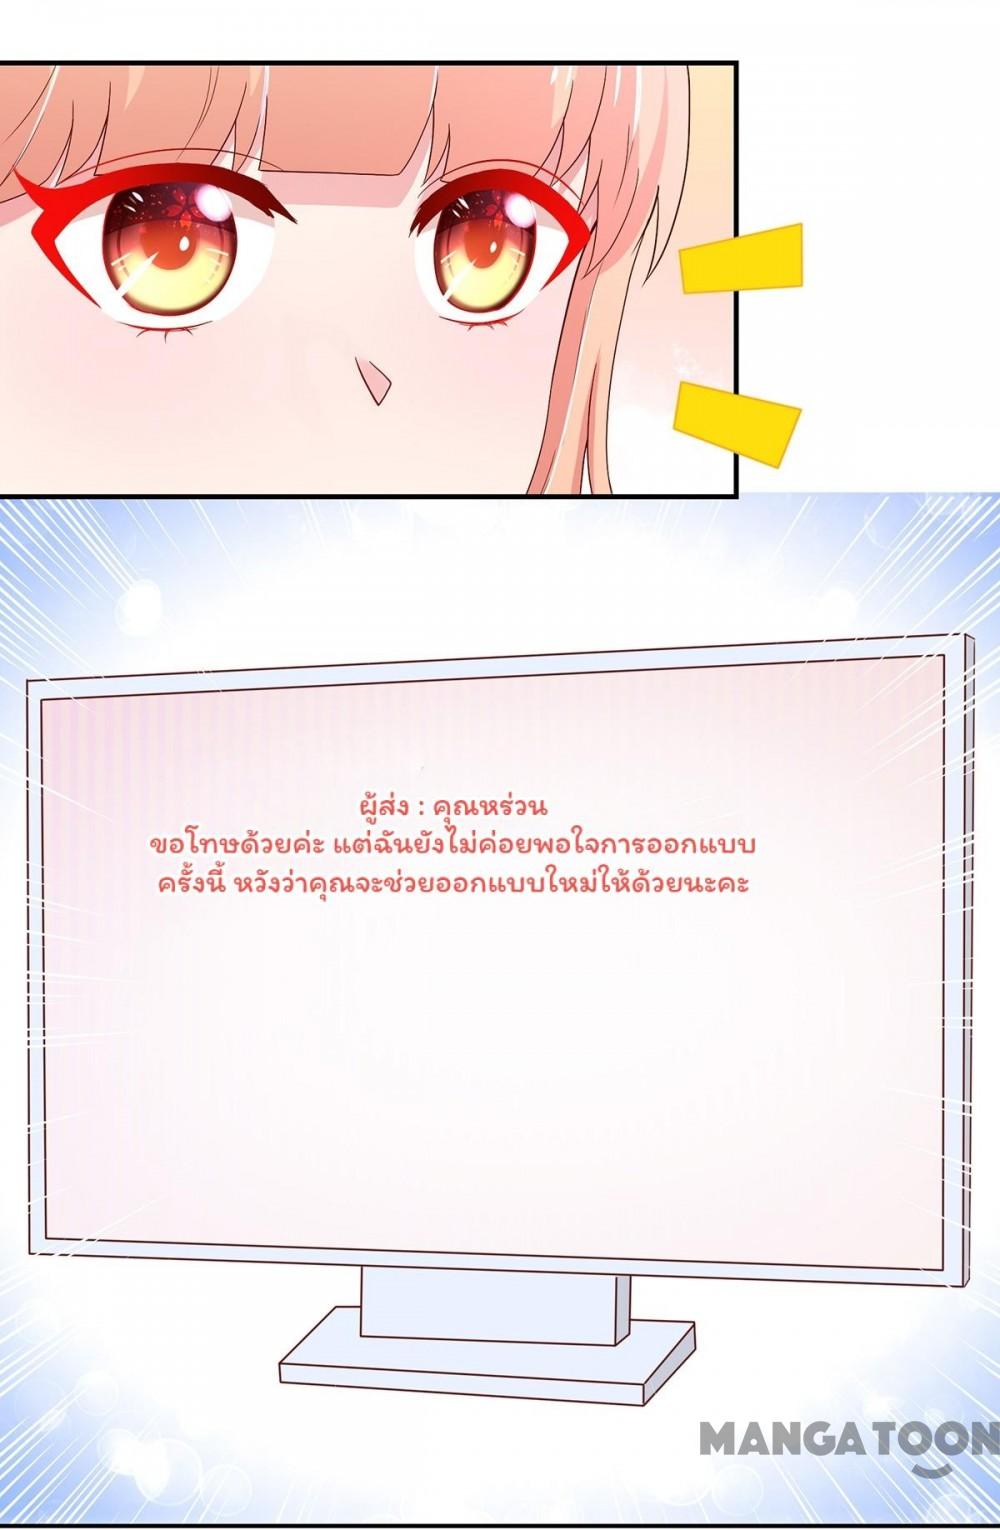 ผู้ส่ง : คุณหร่วน
ขอโทษด้วยค่ะ แต่ฉันยังไม่ค่อยพอใจการออกแบบ
ครั้งนี้ หวังว่าคุณจะช่วยออกแบบใหม่ให้ด้วยนะคะ
MANGATOON